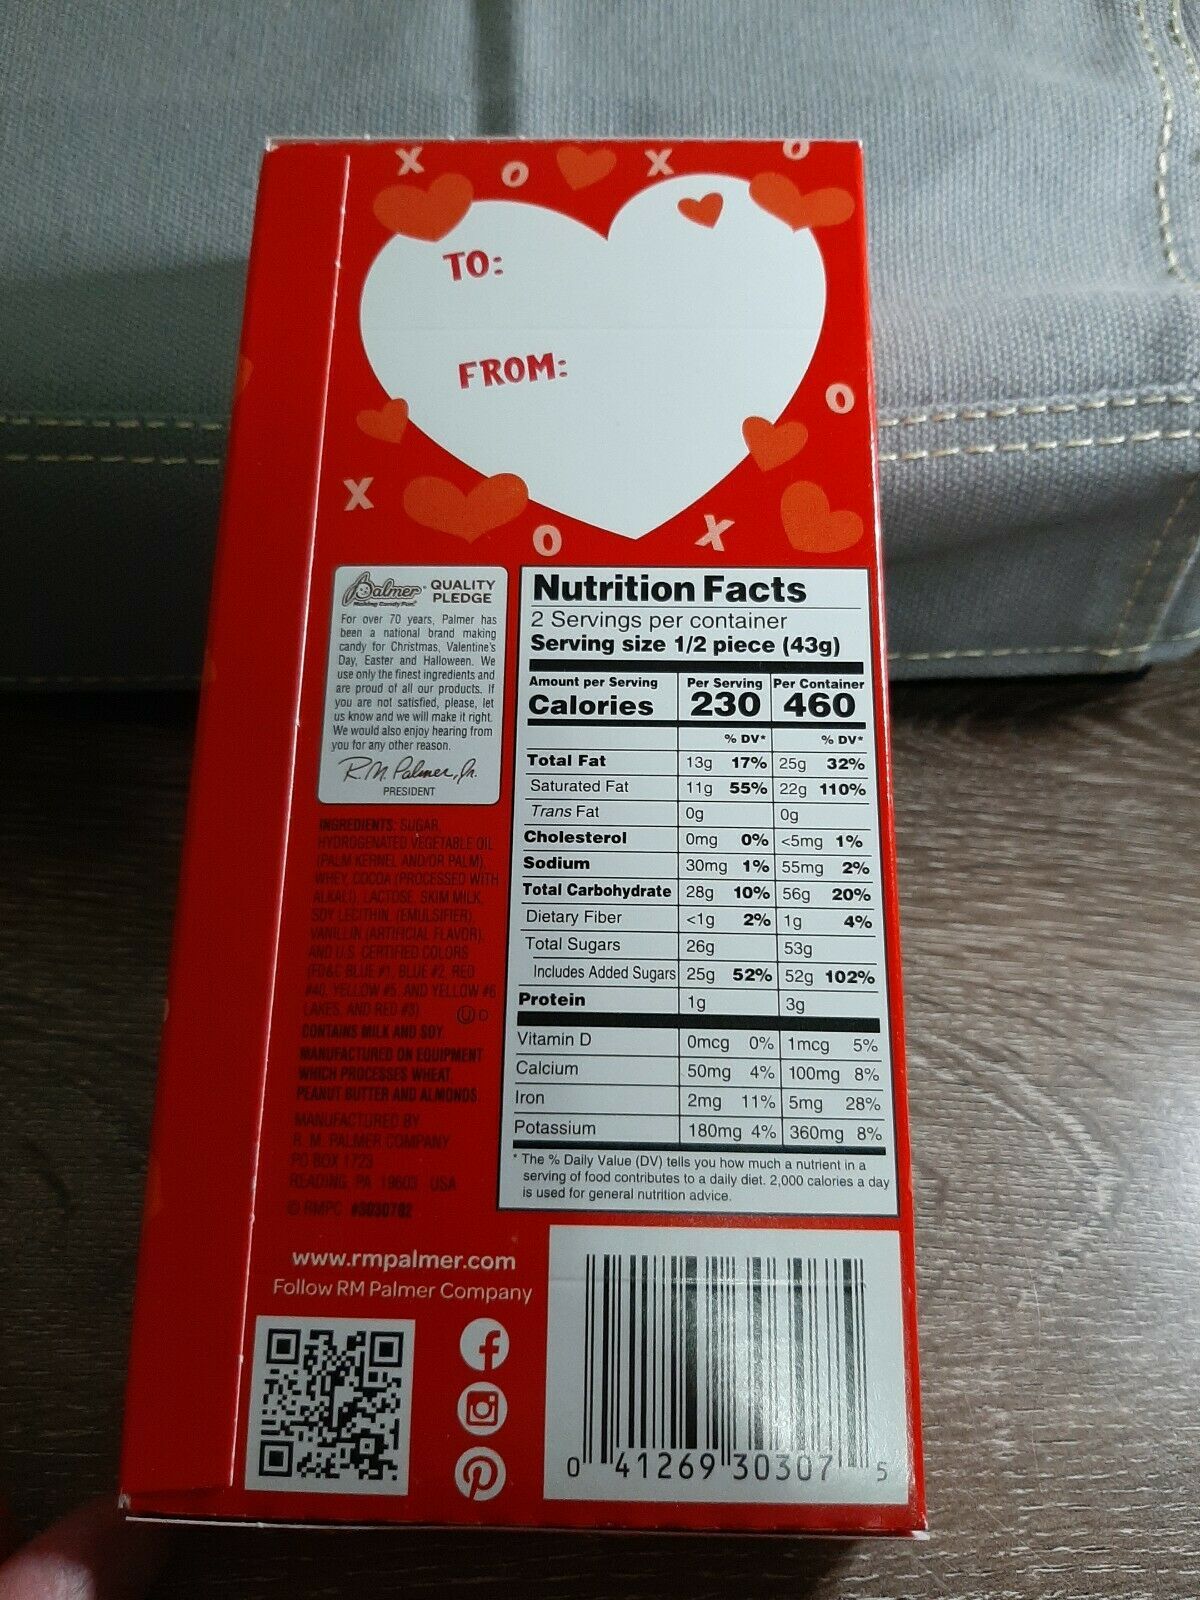 X O X O
TO:
FROM:
O
X
O X
Palmer QUALITY
Making Candy Fun! PLEDGE
For over 70 years, Palmer has
been a national brand making
candy for Christmas, Valentine's
Day, Easter and Halloween. We
use only the finest ingredients and
are proud of all our products. If
you are not satisfied, please, let
us know and we will make it right.
We would also enjoy hearing from
you for any other reason.
R.M. Palmer, Jr.
PRESIDENT
INGREDIENTS: SUGAR,
HYDROGENATED VEGETABLE OIL
(PALM KERNEL AND/OR PALM),
WHEY, COCOA (PROCESSED WITH
ALKALI), LACTOSE, SKIM MILK,
SOY LECITHIN, (EMULSIFIER),
VANILLIN (ARTIFICIAL FLAVOR),
AND U.S. CERTIFIED COLORS
(FD&C BLUE #1, BLUE #2, RED
#40, YELLOW #5, AND YELLOW #6
LAKES, AND RED #3)
U D
CONTAINS MILK AND SOY.
MANUFACTURED ON EQUIPMENT
WHICH PROCESSES WHEAT,
PEANUT BUTTER AND ALMONDS.
MANUFACTURED BY
R. M. PALMER COMPANY
PO BOX 1723
READING, PA 19603 USA
© RMPC #3030702
Nutrition Facts
2 Servings per container
Serving size 1/2 piece (43g)
Amount per Serving Per Serving Per Container
Calories 230 460
% DV* % DV*
Total Fat 13g 17% 25g 32%
Saturated Fat 11g 55% 22g 110%
Trans Fat 0g 0g
Cholesterol 0mg 0% <5mg 1%
Sodium 30mg 1% 55mg 2%
Total Carbohydrate 28g 10% 56g 20%
Dietary Fiber <1g 2% 1g 4%
Total Sugars 26g 53g
Includes Added Sugars 25g 52% 52g 102%
Protein 1g 3g
Vitamin D 0mcg 0% 1mcg 5%
Calcium 50mg 4% 100mg 8%
Iron 2mg 11% 5mg 28%
Potassium 180mg 4% 360mg 8%
* The % Daily Value (DV) tells you how much a nutrient in a
serving of food contributes to a daily diet. 2,000 calories a day
is used for general nutrition advice.
www.rmpalmer.com
Follow RM Palmer Company
0 41269 30307 5